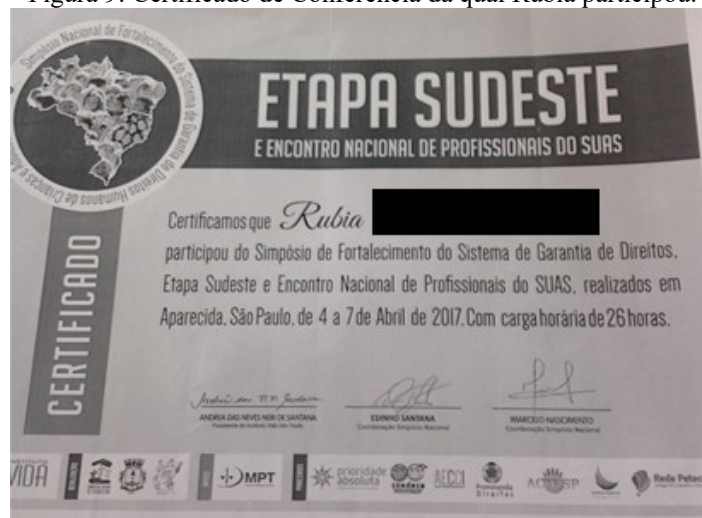 Figura 9: Certificado de Conferência da qual Rubia participou.
Simpósio Nacional de Fortalecimento do Sistema de Garantia de Direitos Humanos de Crianças e
ETAPA SUDESTE
E ENCONTRO NACIONAL DE PROFISSIONAIS DO SUAS
CERTIFICADO
Certificamos que Rubia
participou do Simpósio de Fortalecimento do Sistema de Garantia de Direitos,
Etapa Sudeste e Encontro Nacional de Profissionais do SUAS, realizados em
Aparecida, São Paulo, de 4 a 7 de Abril de 2017. Com carga horária de 26 horas.
ANDREA DAS NEVES NERI DE SANTANA
EDINHO SANTANA
MARCELO NASCIMENTO
Coordenação Simpósio Nacional
Coordenação Simpósio Nacional
VIDA
MPT
prioridade absoluta
Rede Peteca